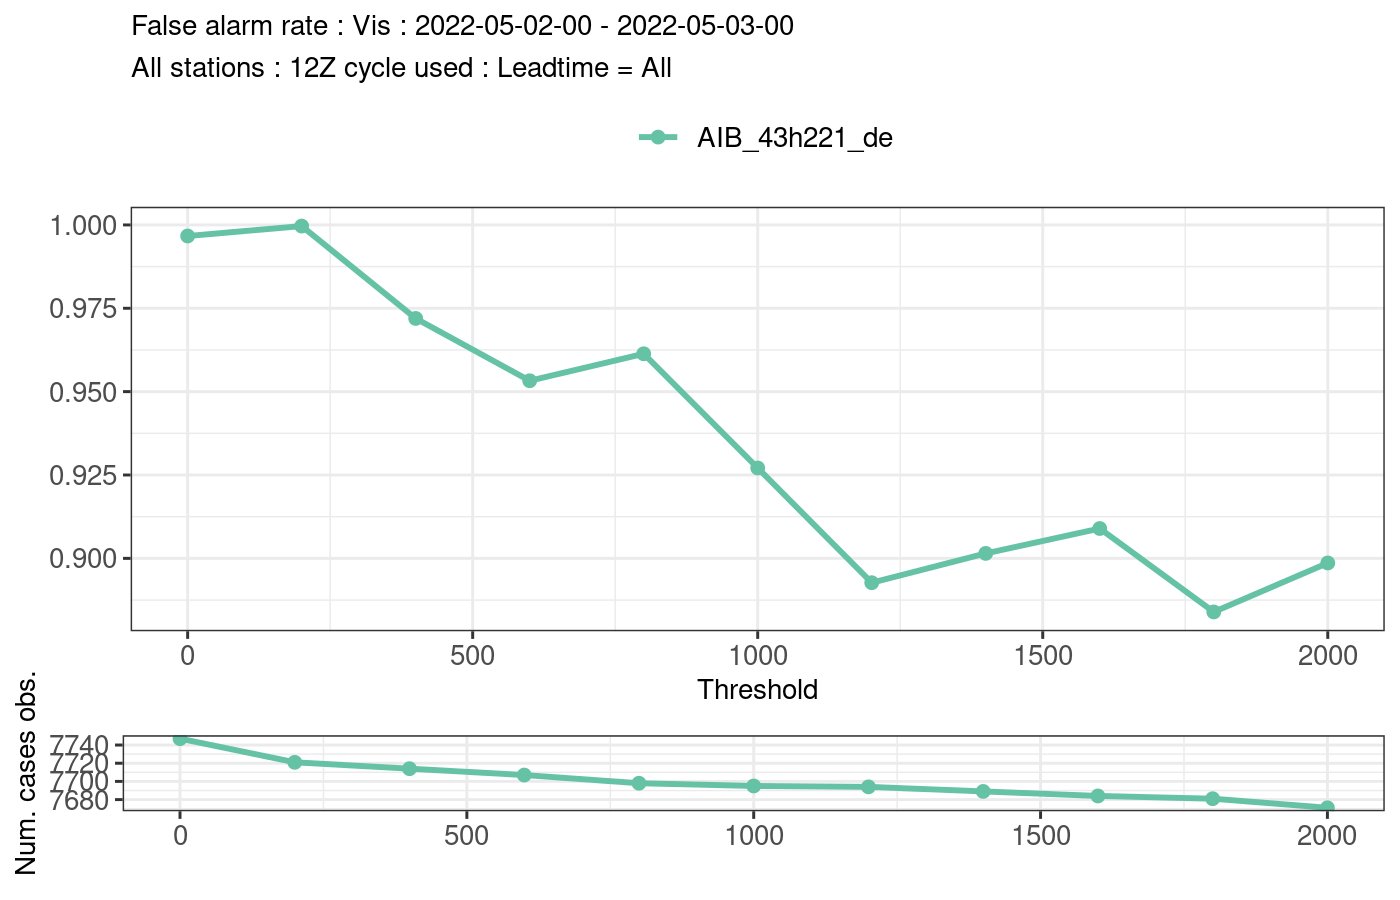 False alarm rate : Vis : 2022-05-02-00 - 2022-05-03-00
All stations : 12Z cycle used : Leadtime = All
AIB_43h221_de
1.000
0.975
0.950
0.925
0.900
0 500 1000 1500 2000
Threshold
Num. cases obs.
7740
7720
7700
7680
0 500 1000 1500 2000